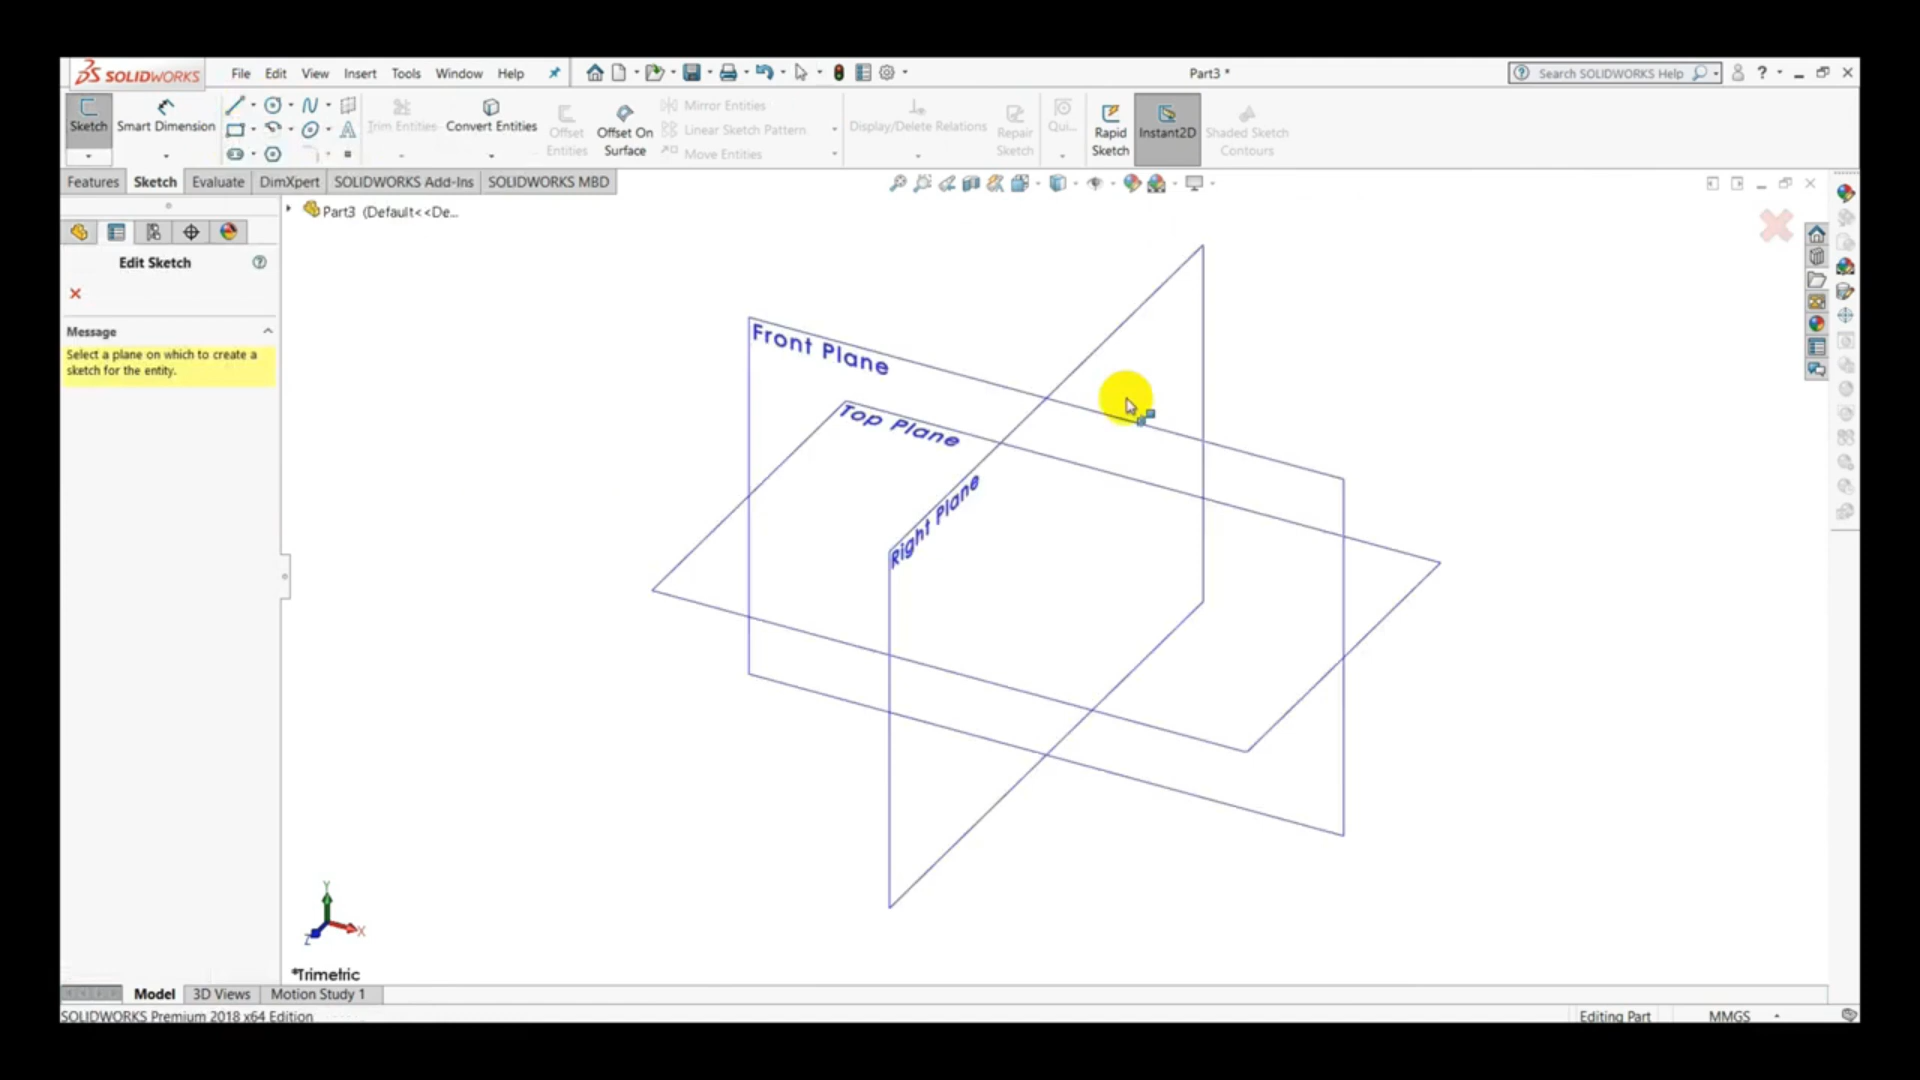 SOLIDWORKS File Edit View Insert Tools Window Help Part3 * Search SOLIDWORKS Help ?
Sketch Smart Dimension Trim Entities Convert Entities Offset Entities Offset On Surface Mirror Entities Linear Sketch Pattern Move Entities Display/Delete Relations Repair Sketch Qui... Rapid Sketch Instant2D Shaded Sketch Contours
Features Sketch Evaluate DimXpert SOLIDWORKS Add-Ins SOLIDWORKS MBD
Part3 (Default<<De...
Edit Sketch
Message
Select a plane on which to create a
sketch for the entity.
Front Plane
Top Plane
Right Plane
Y
X
Z
*Trimetric
Model 3D Views Motion Study 1
SOLIDWORKS Premium 2018 x64 Edition Editing Part MMGS